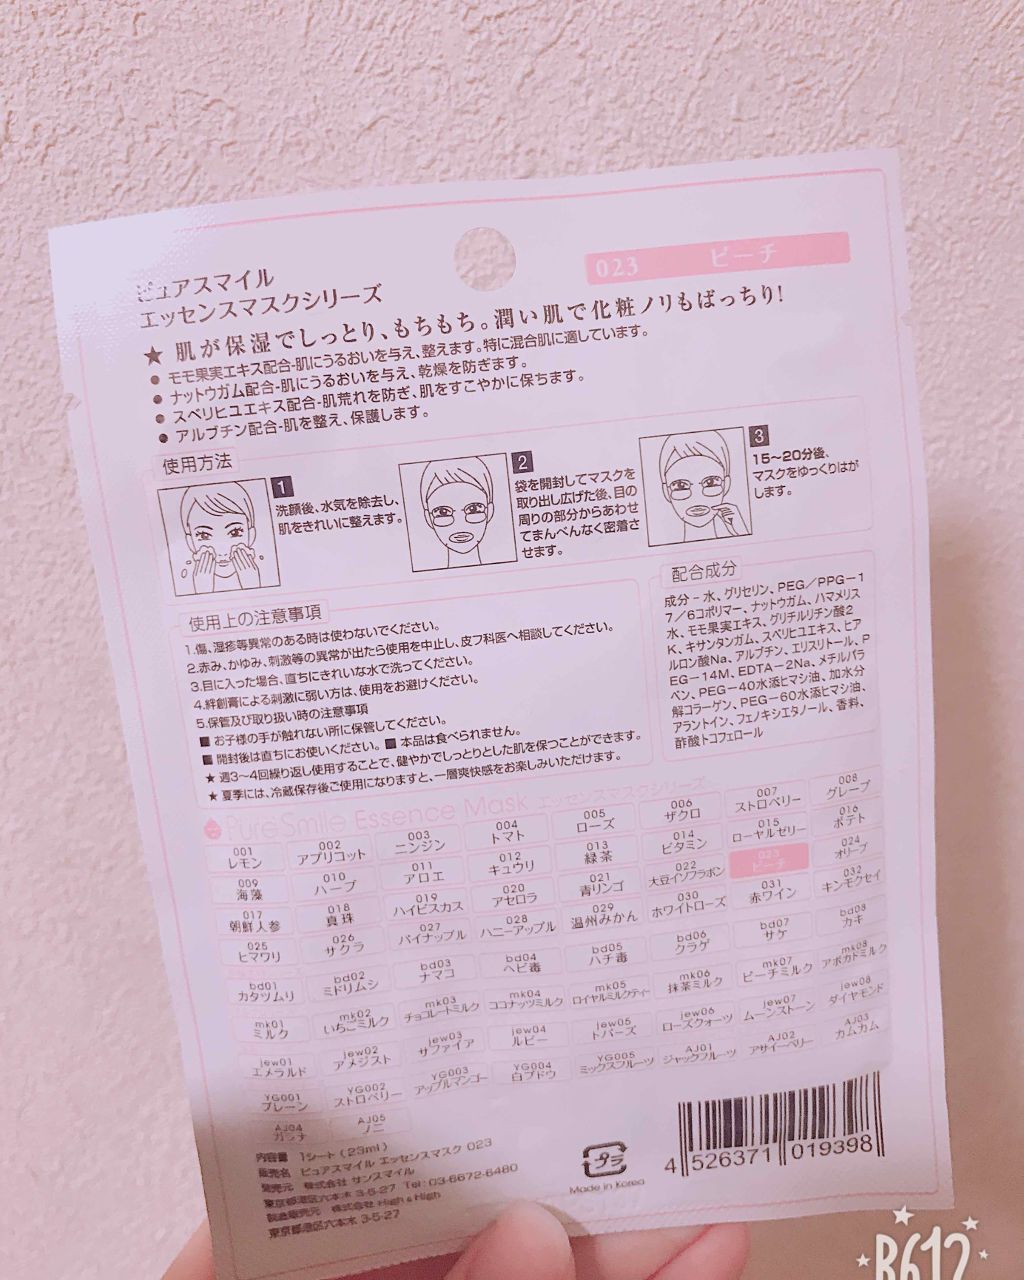 ピュアスマイル
エッセンスマスクシリーズ
023 ピーチ
★ 肌が保湿でしっとり、もちもち。潤い肌で化粧ノリもばっちり!
● モモ果実エキス配合-肌にうるおいを与え、整えます。特に混合肌に適しています。
● ナットウガム配合-肌にうるおいを与え、乾燥を防ぎます。
● スベリヒユエキス配合-肌荒れを防ぎ、肌をすこやかに保ちます。
● アルブチン配合-肌を整え、保護します。
使用方法
1
洗顔後、水気を除去し、
肌をきれいに整えます。
2
袋を開封してマスクを
取り出し広げた後、目の
周りの部分からあわせ
てまんべんなく密着さ
せます。
3
15〜20分後、
マスクをゆっくりはが
します。
使用上の注意事項
1.傷、湿疹等異常のある時は使わないでください。
2.赤み、かゆみ、刺激等の異常が出たら使用を中止し、皮フ科医へ相談してください。
3.目に入った場合、直ちにきれいな水で洗ってください。
4.絆創膏による刺激に弱い方は、使用をお避けください。
5.保管及び取り扱い時の注意事項
■ お子様の手が触れない所に保管してください。
■ 開封後は直ちにお使いください。 ■ 本品は食べられません。
★ 週3〜4回繰り返し使用することで、健やかでしっとりとした肌を保つことができます。
★ 夏季には、冷蔵保存後ご使用になりますと、一層爽快感をお楽しみいただけます。
配合成分
成分-水、グリセリン、PEG/PPG-1
7/6コポリマー、ナットウガム、ハマメリス
水、モモ果実エキス、グリチルリチン酸2
K、キサンタンガム、スベリヒユエキス、ヒア
ルロン酸Na、アルブチン、エリスリトール、P
EG-14M、EDTA-2Na、メチルパラ
ベン、PEG-40水添ヒマシ油、加水分
解コラーゲン、PEG-60水添ヒマシ油、
アラントイン、フェノキシエタノール、香料、
酢酸トコフェロール
PureSmile Essence Mask エッセンスマスクシリーズ
001 レモン 002 アプリコット 003 ニンジン 004 トマト 005 ローズ 006 ザクロ 007 ストロベリー 008 グレープ
009 海藻 010 ハーブ 011 アロエ 012 キュウリ 013 緑茶 014 ビタミン 015 ローヤルゼリー 016 ポテト
017 朝鮮人参 018 真珠 019 ハイビスカス 020 アセロラ 021 青リンゴ 022 大豆イソフラボン 023 ピーチ 024 オリーブ
025 ヒマワリ 026 サクラ 027 パイナップル 028 ハニーアップル 029 温州みかん 030 ホワイトローズ 031 赤ワイン 032 キンモクセイ
bd01 カタツムリ bd02 ミドリムシ bd03 ナマコ bd04 ヘビ毒 bd05 ハチ毒 bd06 クラゲ bd07 サケ bd08 カキ
mk01 ミルク mk02 いちごミルク mk03 チョコレートミルク mk04 ココナッツミルク mk05 ロイヤルミルクティー mk06 抹茶ミルク mk07 ピーチミルク mk08 アボカドミルク
jew01 エメラルド jew02 アメジスト jew03 サファイア jew04 ルビー jew05 トパーズ jew06 ローズクォーツ jew07 ムーンストーン jew08 ダイヤモンド
YG001 プレーン YG002 ストロベリー YG003 アップルマンゴー YG004 白ブドウ YG005 ミックスフルーツ AJ01 ジャックフルーツ AJ02 アサイーベリー AJ03 カムカム
AJ04 AJ05 ノニ
内容量 1シート (23ml)
販売名 ピュアスマイル エッセンスマスク 023
発売元 株式会社 サンスマイル
東京都港区六本木 3-5-27 Tel:03-6672-6480
製造販売元 株式会社 High&High
東京都港区六本木 3-5-27
プラ
Made in Korea
4 526371 019398
B612